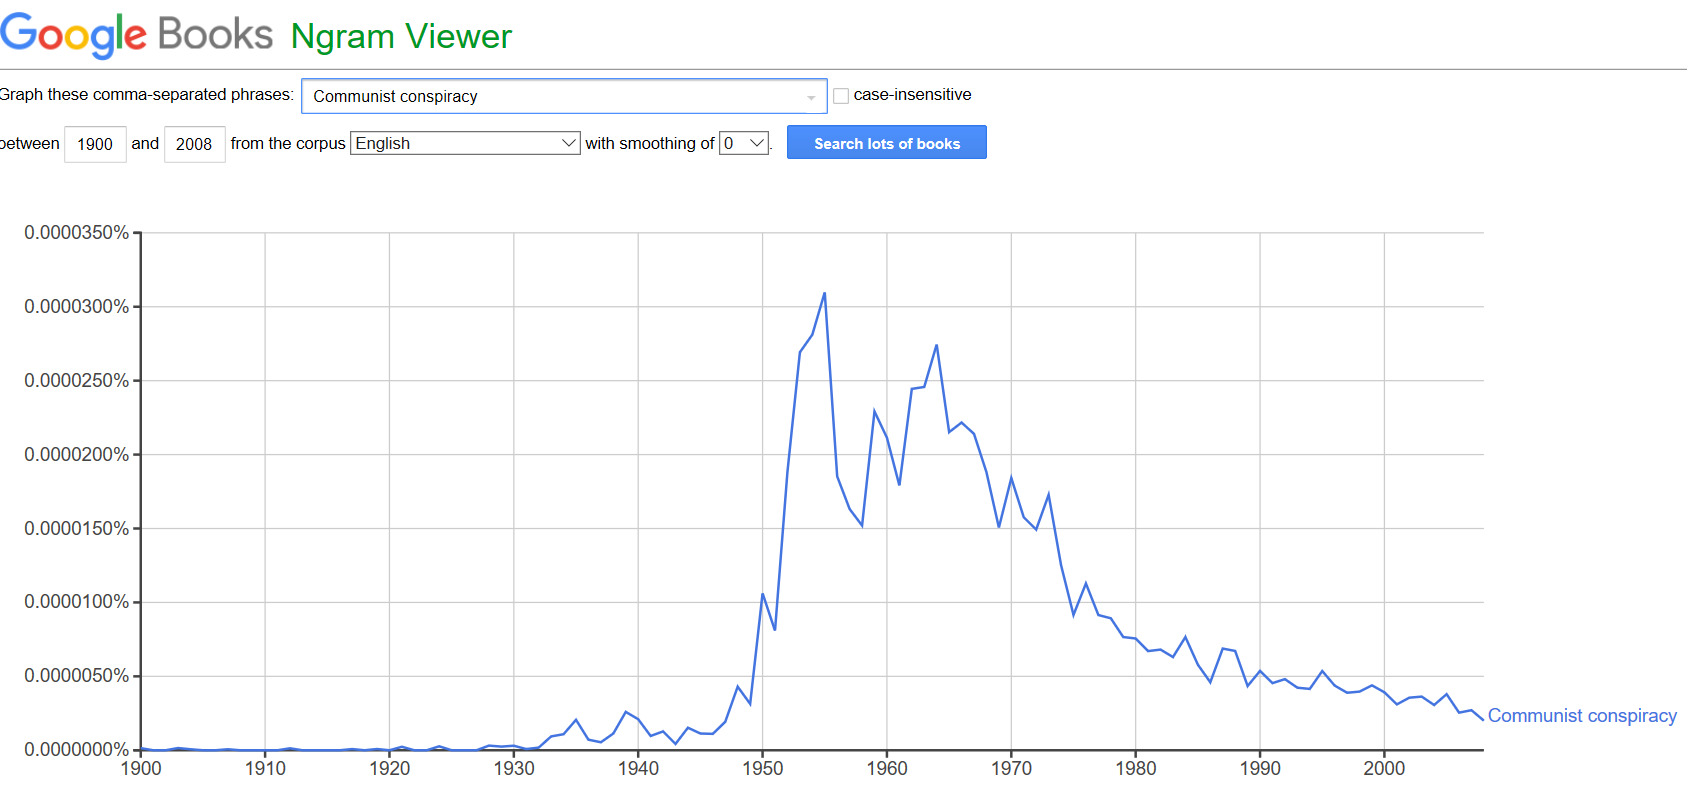 Google Books Ngram Viewer
Graph these comma-separated phrases: Communist conspiracy case-insensitive
between 1900 and 2008 from the corpus English with smoothing of 0 . Search lots of books
0.0000350%
0.0000300%
0.0000250%
0.0000200%
0.0000150%
0.0000100%
0.0000050%
Communist conspiracy
0.0000000%
1900 1910 1920 1930 1940 1950 1960 1970 1980 1990 2000